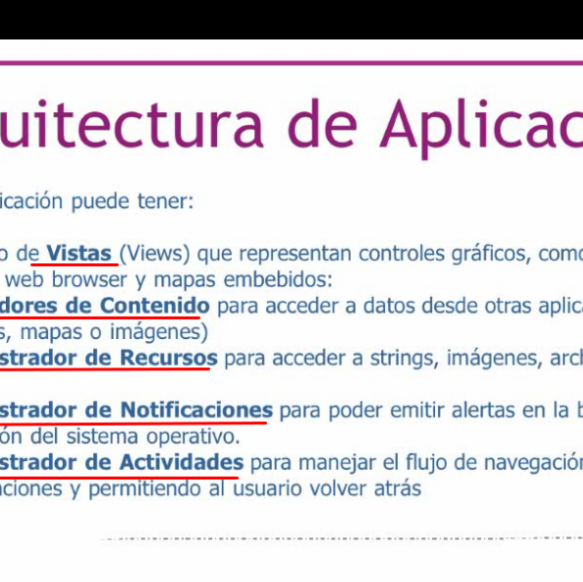 uitectura de Aplicac
icación puede tener:
o de Vistas (Views) que representan controles gráficos, como
web browser y mapas embebidos:
dores de Contenido para acceder a datos desde otras aplica
s, mapas o imágenes)
strador de Recursos para acceder a strings, imágenes, arch
strador de Notificaciones para poder emitir alertas en la b
ón del sistema operativo.
strador de Actividades para manejar el flujo de navegación
ciones y permitiendo al usuario volver atrás